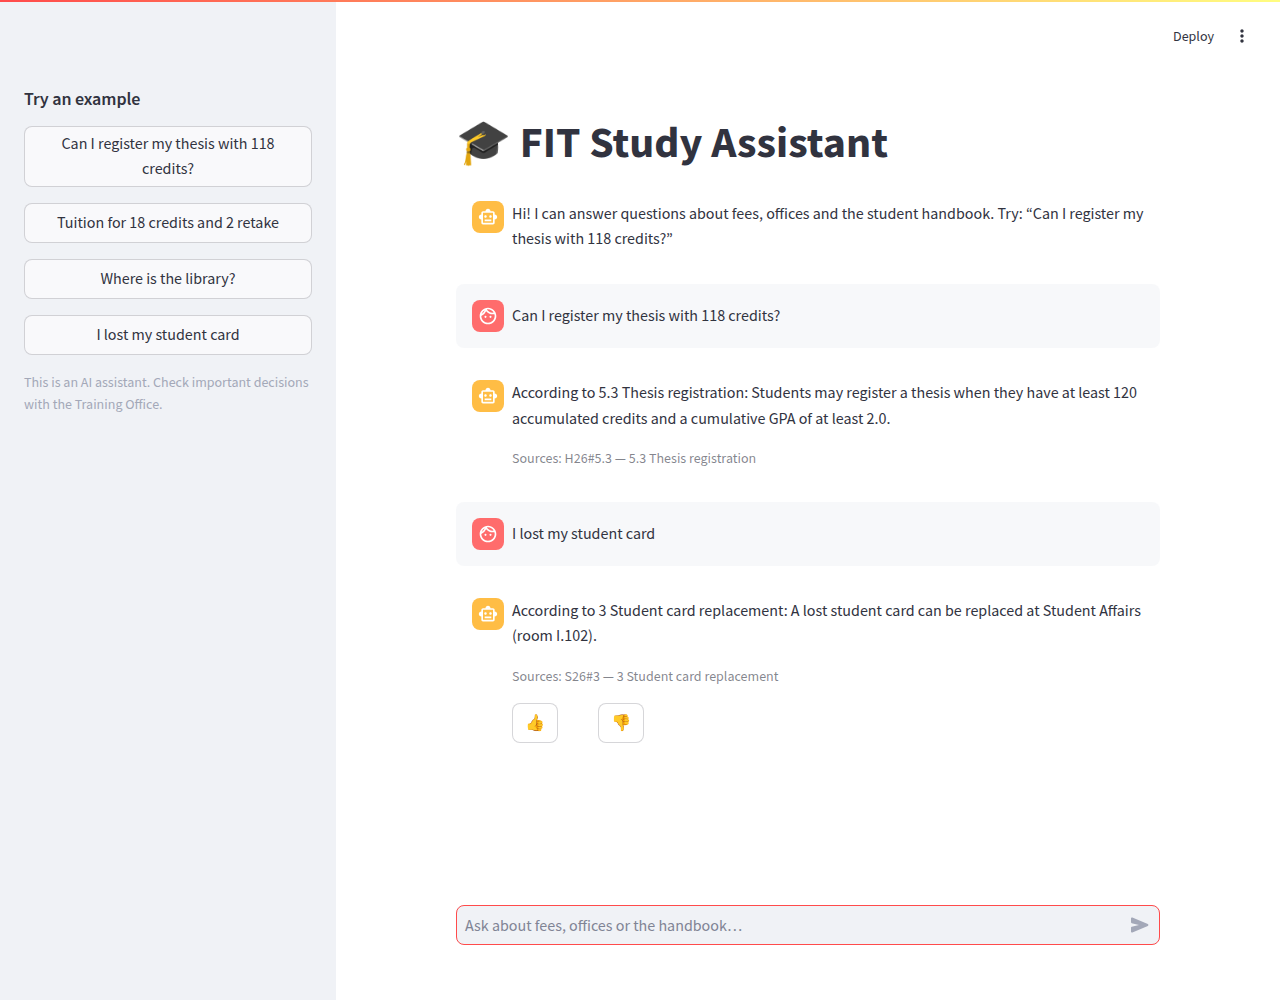 Deploy
Try an example
Can I register my thesis with 118
credits?
Tuition for 18 credits and 2 retake
Where is the library?
I lost my student card
This is an AI assistant. Check important decisions
with the Training Office.
🎓 FIT Study Assistant
Hi! I can answer questions about fees, offices and the student handbook. Try: “Can I register my
thesis with 118 credits?”
Can I register my thesis with 118 credits?
According to 5.3 Thesis registration: Students may register a thesis when they have at least 120
accumulated credits and a cumulative GPA of at least 2.0.
Sources: H26#5.3 — 5.3 Thesis registration
I lost my student card
According to 3 Student card replacement: A lost student card can be replaced at Student Affairs
(room I.102).
Sources: S26#3 — 3 Student card replacement
Ask about fees, offices or the handbook…